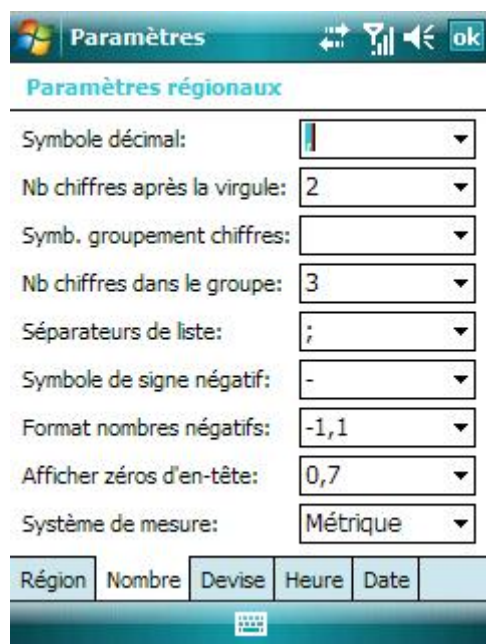 Paramètres ok
Paramètres régionaux
Symbole décimal: ,
Nb chiffres après la virgule: 2
Symb. groupement chiffres:
Nb chiffres dans le groupe: 3
Séparateurs de liste: ;
Symbole de signe négatif: -
Format nombres négatifs: -1,1
Afficher zéros d'en-tête: 0,7
Système de mesure: Métrique
Région Nombre Devise Heure Date